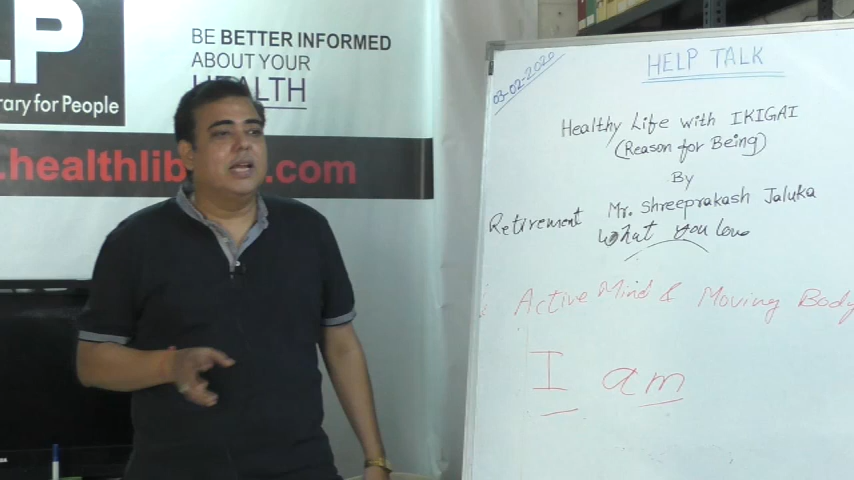 LP
rary for People
BE BETTER INFORMED
ABOUT YOUR
HEALTH
.healthlib .com
03-02-2020
HELP TALK
Healthy Life with IKIGAI
(Reason for Being)
By
Mr. Shreeprakash Jaluka
Retirement
What you love
Active Mind & Moving Body
I am